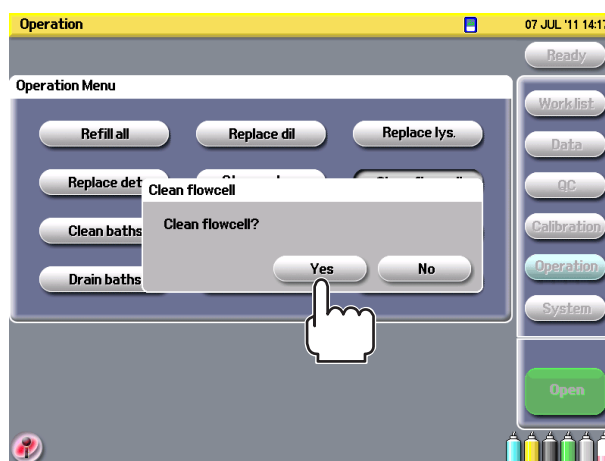 Operation
07 JUL '11 14:17
Ready
Operation Menu
Refill all
Replace dil
Replace lys.
Replace det
Clean baths
Drain baths
Clean flowcell
Clean flowcell?
Yes
No
Worklist
Data
QC
Calibration
Operation
System
Open